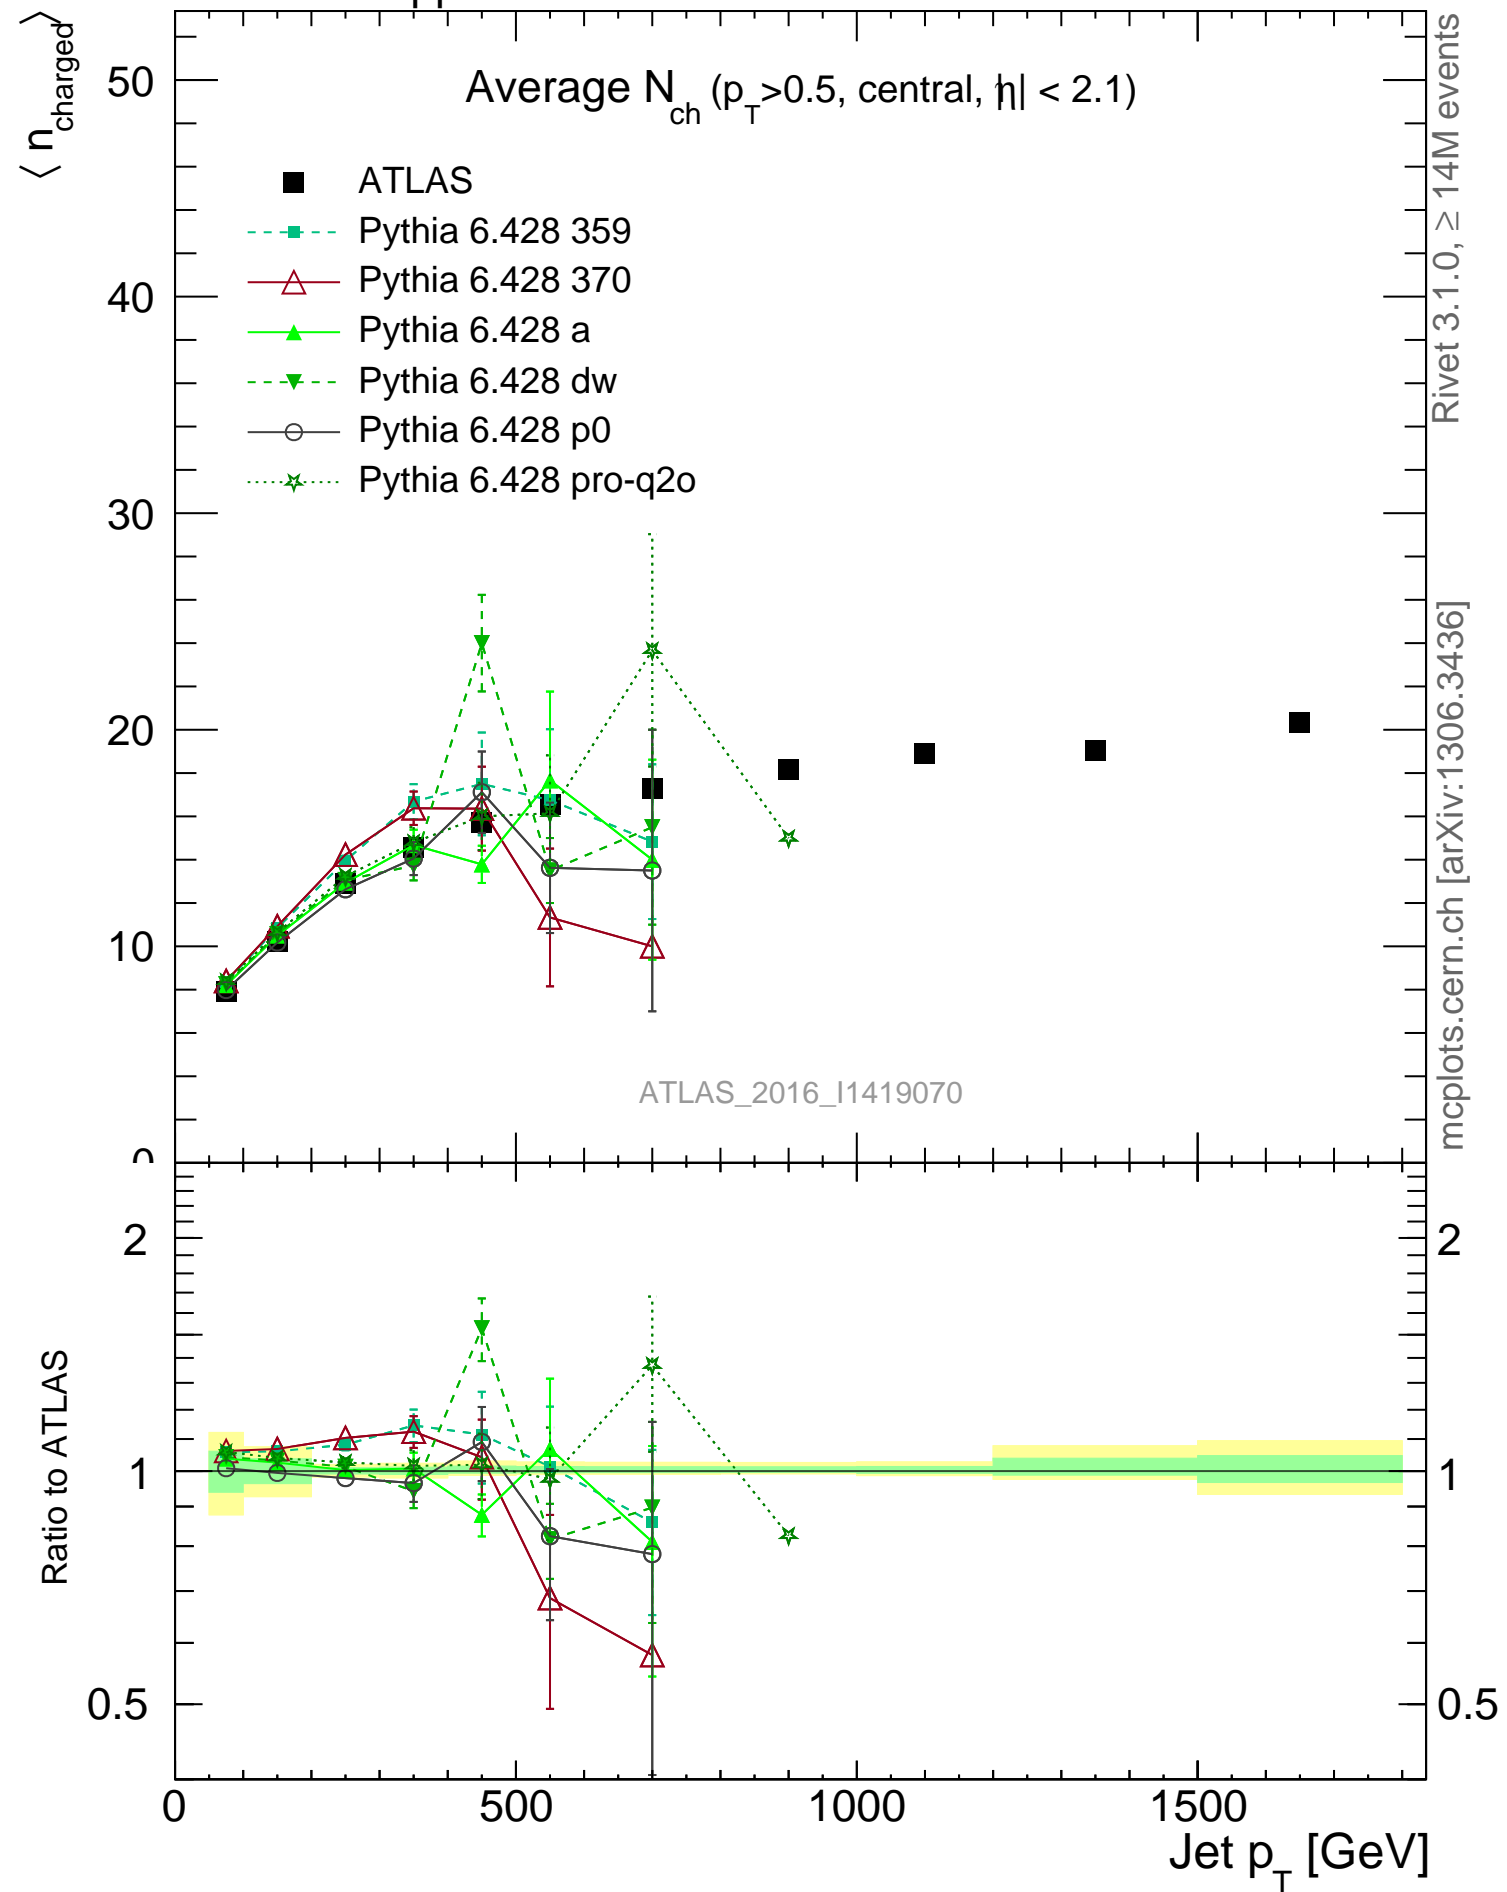 ⟨ n_charged ⟩
Average N_ch (p_T>0.5, central, |η| < 2.1)
ATLAS
Pythia 6.428 359
Pythia 6.428 370
Pythia 6.428 a
Pythia 6.428 dw
Pythia 6.428 p0
Pythia 6.428 pro-q2o
50
40
30
20
10
0
ATLAS_2016_I1419070
Rivet 3.1.0, ≥ 14M events
mcplots.cern.ch [arXiv:1306.3436]
Ratio to ATLAS
2
1
0.5
2
1
0.5
0
500
1000
1500
Jet p_T [GeV]